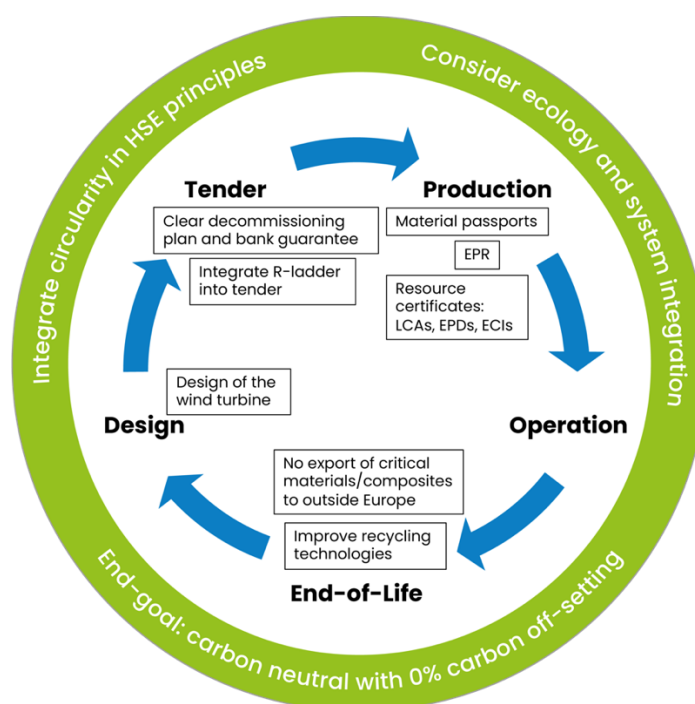 Integrate circularity in HSE principles
Consider ecology and system integration
Tender
Clear decommissioning
plan and bank guarantee
Integrate R-ladder
into tender
Production
Material passports
EPR
Resource
certificates:
LCAs, EPDs, ECIs
Design of the
wind turbine
Design
Operation
No export of critical
materials/composites
to outside Europe
Improve recycling
technologies
End-of-Life
End-goal: carbon neutral with 0% carbon off-setting